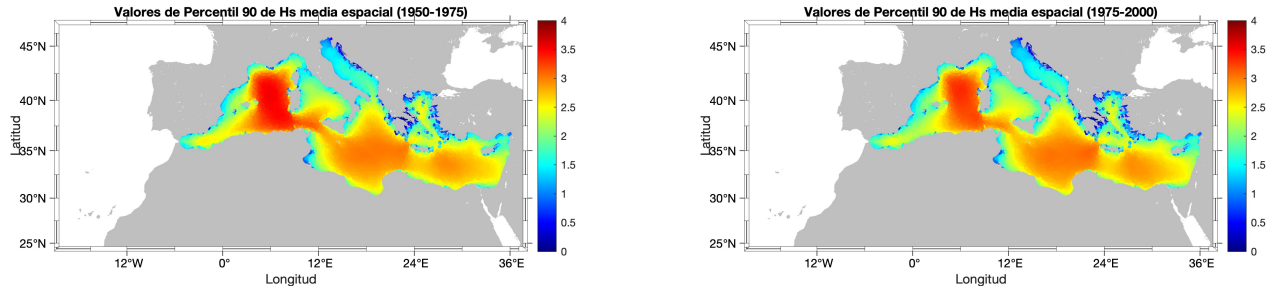 Valores de Percentil 90 de Hs media espacial (1950-1975)
45°N
40°N
35°N
30°N
25°N
Latitud
12°W 0° 12°E 24°E 36°E
Longitud
4
3.5
3
2.5
2
1.5
1
0.5
0
Valores de Percentil 90 de Hs media espacial (1975-2000)
45°N
40°N
35°N
30°N
25°N
Latitud
12°W 0° 12°E 24°E 36°E
Longitud
4
3.5
3
2.5
2
1.5
1
0.5
0